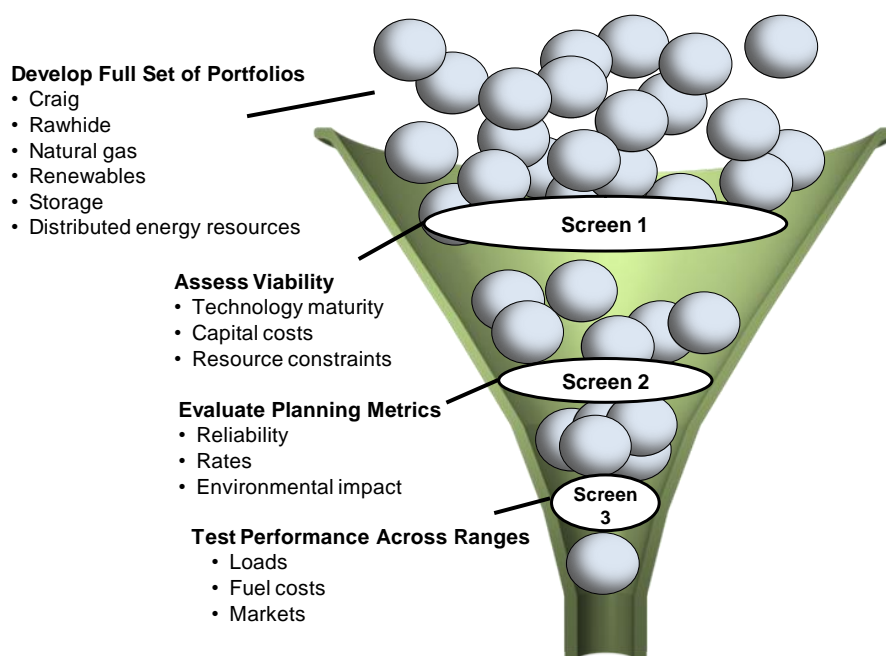 Develop Full Set of Portfolios
• Craig
• Rawhide
• Natural gas
• Renewables
• Storage
• Distributed energy resources
Screen 1
Assess Viability
• Technology maturity
• Capital costs
• Resource constraints
Screen 2
Evaluate Planning Metrics
• Reliability
• Rates
• Environmental impact
Screen
3
Test Performance Across Ranges
• Loads
• Fuel costs
• Markets